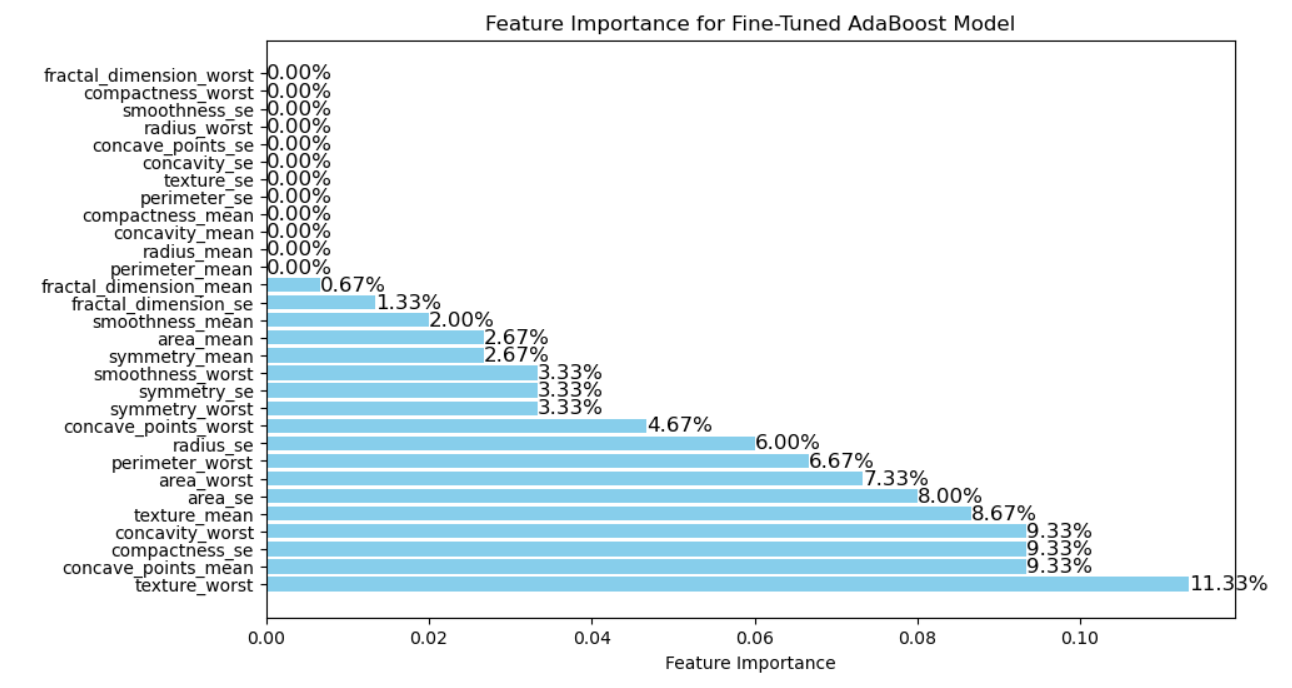 Feature Importance for Fine-Tuned AdaBoost Model
fractal_dimension_worst 0.00%
compactness_worst 0.00%
smoothness_se 0.00%
radius_worst 0.00%
concave_points_se 0.00%
concavity_se 0.00%
texture_se 0.00%
perimeter_se 0.00%
compactness_mean 0.00%
concavity_mean 0.00%
radius_mean 0.00%
perimeter_mean 0.00%
fractal_dimension_mean 0.67%
fractal_dimension_se 1.33%
smoothness_mean 2.00%
area_mean 2.67%
symmetry_mean 2.67%
smoothness_worst 3.33%
symmetry_se 3.33%
symmetry_worst 3.33%
concave_points_worst 4.67%
radius_se 6.00%
perimeter_worst 6.67%
area_worst 7.33%
area_se 8.00%
texture_mean 8.67%
concavity_worst 9.33%
compactness_se 9.33%
concave_points_mean 9.33%
texture_worst 11.33%
0.00 0.02 0.04 0.06 0.08 0.10
Feature Importance